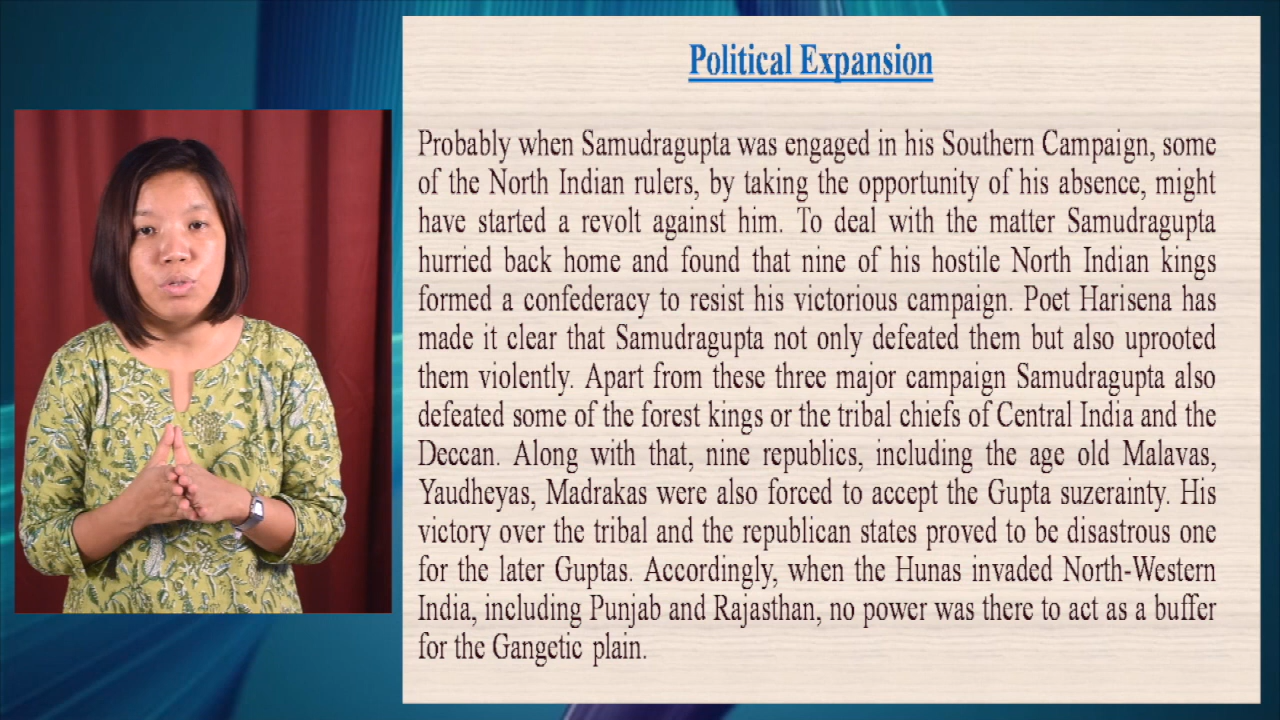 Political Expansion
Probably when Samudragupta was engaged in his Southern Campaign, some
of the North Indian rulers, by taking the opportunity of his absence, might
have started a revolt against him. To deal with the matter Samudragupta
hurried back home and found that nine of his hostile North Indian kings
formed a confederacy to resist his victorious campaign. Poet Harisena has
made it clear that Samudragupta not only defeated them but also uprooted
them violently. Apart from these three major campaign Samudragupta also
defeated some of the forest kings or the tribal chiefs of Central India and the
Deccan. Along with that, nine republics, including the age old Malavas,
Yaudheyas, Madrakas were also forced to accept the Gupta suzerainty. His
victory over the tribal and the republican states proved to be disastrous one
for the later Guptas. Accordingly, when the Hunas invaded North-Western
India, including Punjab and Rajasthan, no power was there to act as a buffer
for the Gangetic plain.